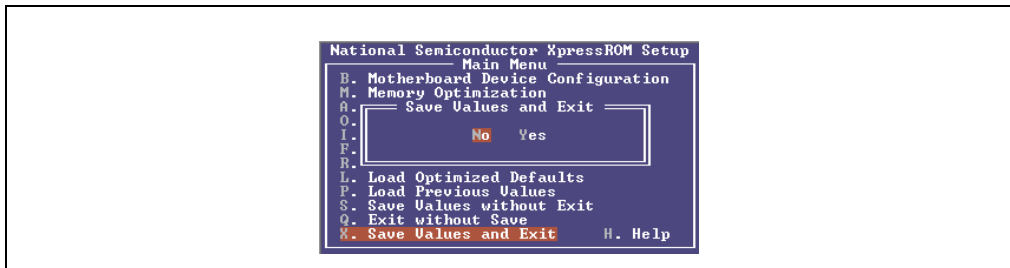 National Semiconductor XpressROM Setup
Main Menu
B. Motherboard Device Configuration
M. Memory Optimization
A.
Save Values and Exit
O.
I.
No Yes
F.
R.
L. Load Optimized Defaults
P. Load Previous Values
S. Save Values without Exit
Q. Exit without Save
X. Save Values and Exit H. Help